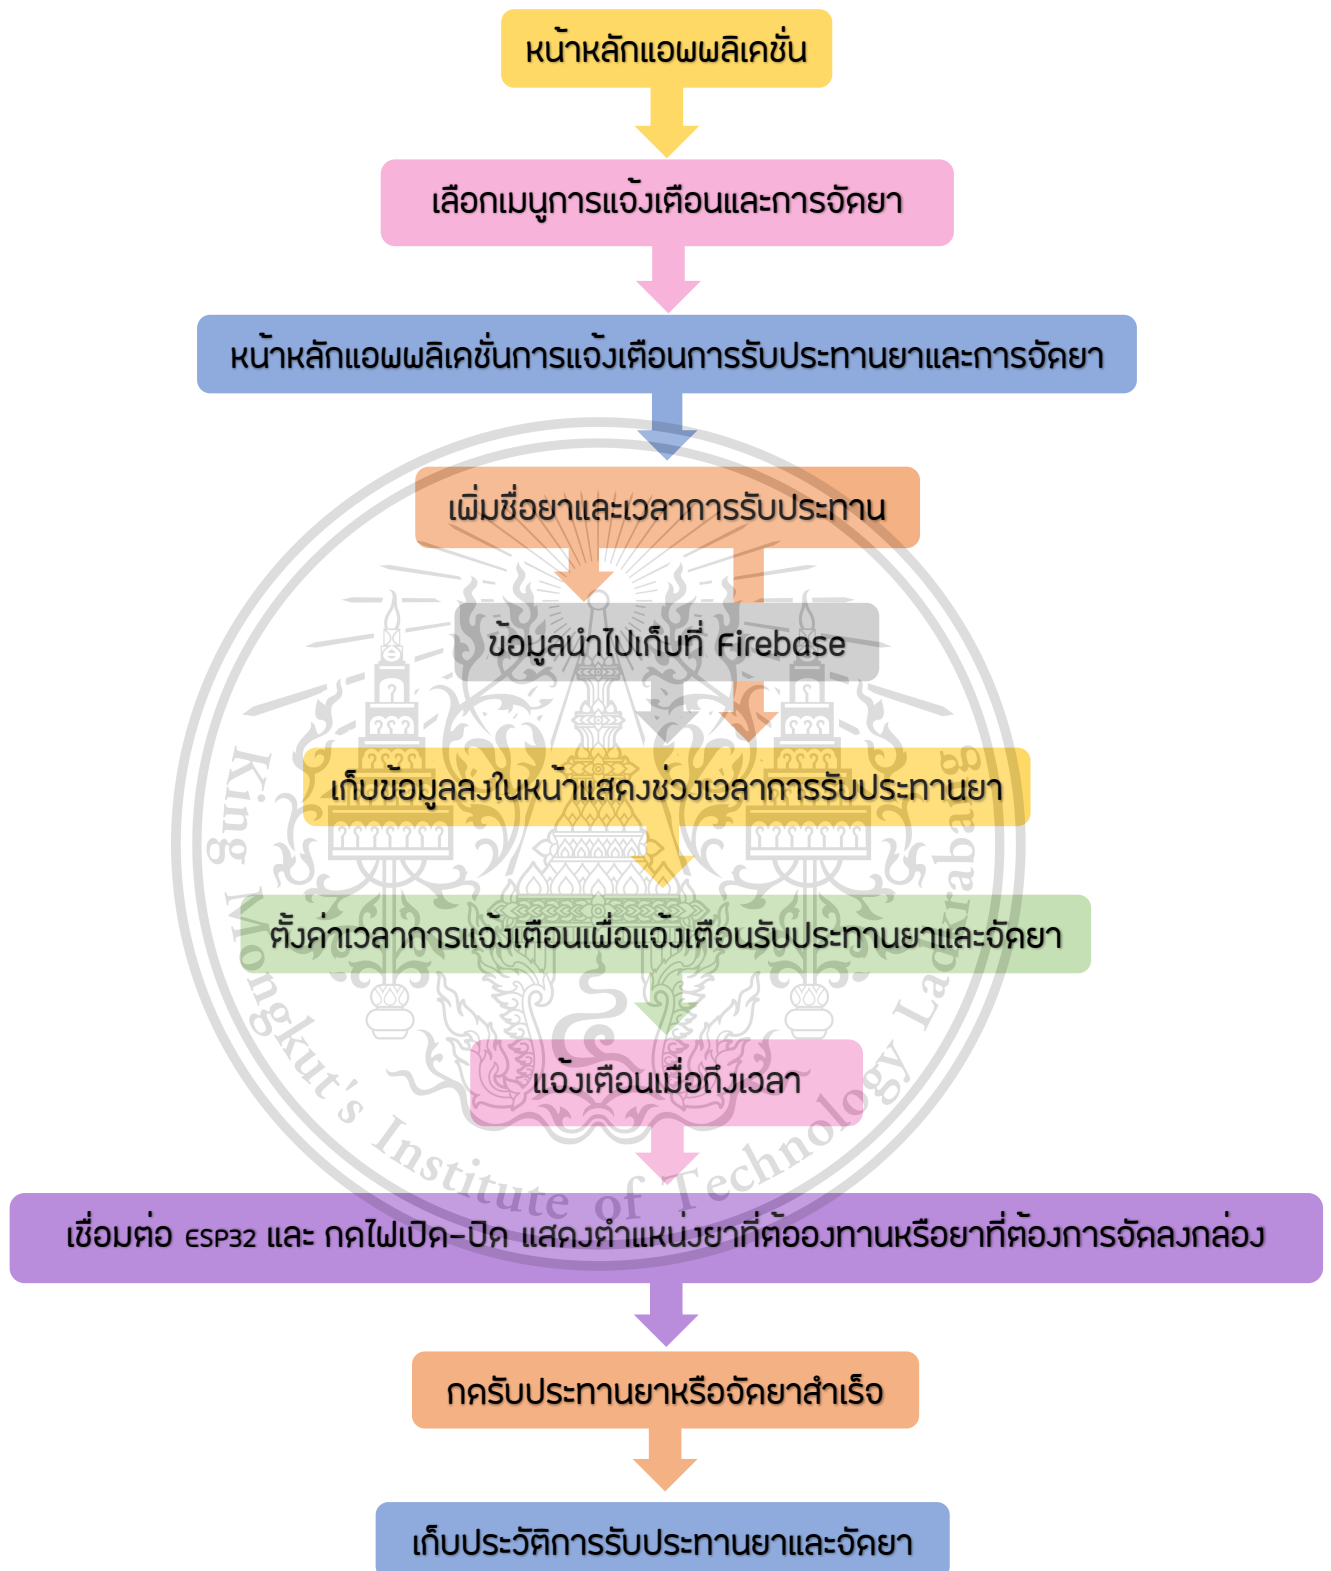 หน้าหลักแอพพลิเคชั่น
เลือกเมนูการแจ้งเตือนและการจัดยา
หน้าหลักแอพพลิเคชั่นการแจ้งเตือนการรับประทานยาและการจัดยา
เพิ่มชื่อยาและเวลาการรับประทาน
ข้อมูลนำไปเก็บที่ Firebase
เก็บข้อมูลลงในหน้าแสดงช่วงเวลาการรับประทานยา
ตั้งค่าเวลาการแจ้งเตือนเพื่อแจ้งเตือนรับประทานยาและจัดยา
แจ้งเตือนเมื่อถึงเวลา
เชื่อมต่อ ESP32 และ กดไฟเปิด-ปิด แสดงตำแหน่งยาที่ต้องทานหรือยาที่ต้องการจัดลงกล่อง
กดรับประทานยาหรือจัดยาสำเร็จ
เก็บประวัติการรับประทานยาและจัดยา
King Mongkut's Institute of Technology Ladkrabang